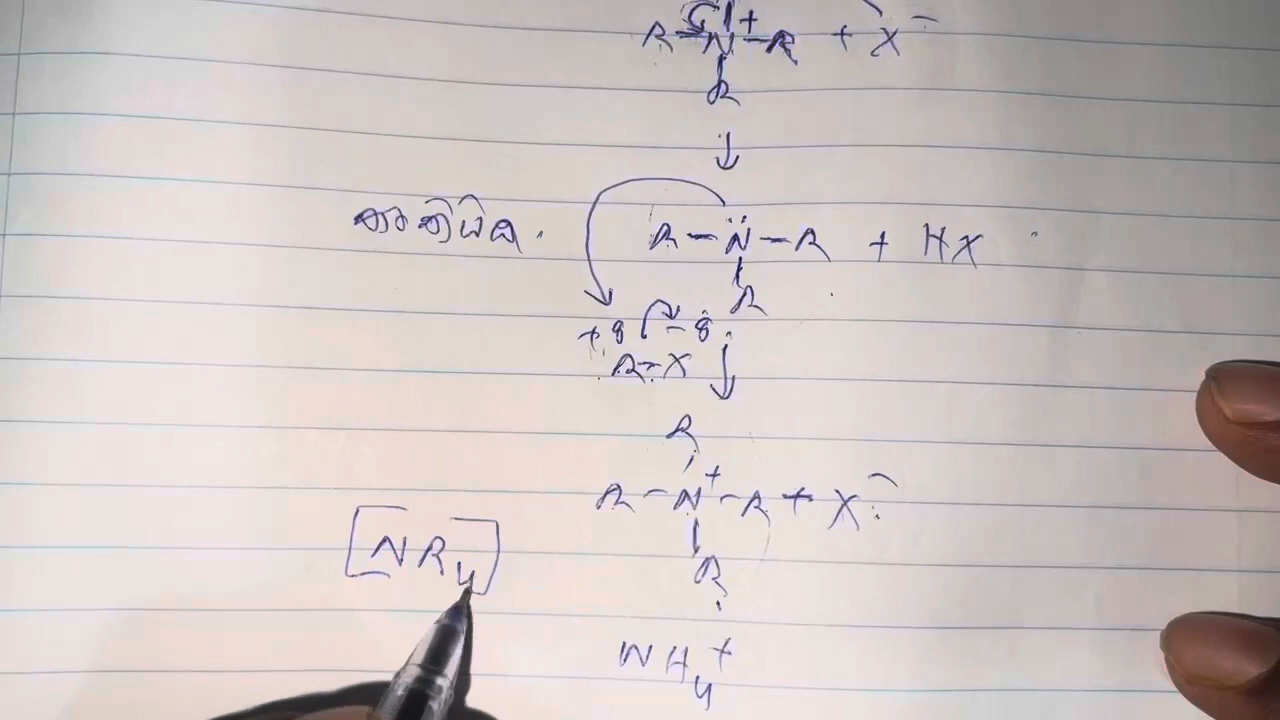 R-N⁺-R + X⁻
R
↓
තෘතියික. R-N̈-R + HX
R
+δ -δ
R-X ↓
R
R-N⁺-R + X⁻
[NR₄] R
NH₄⁺